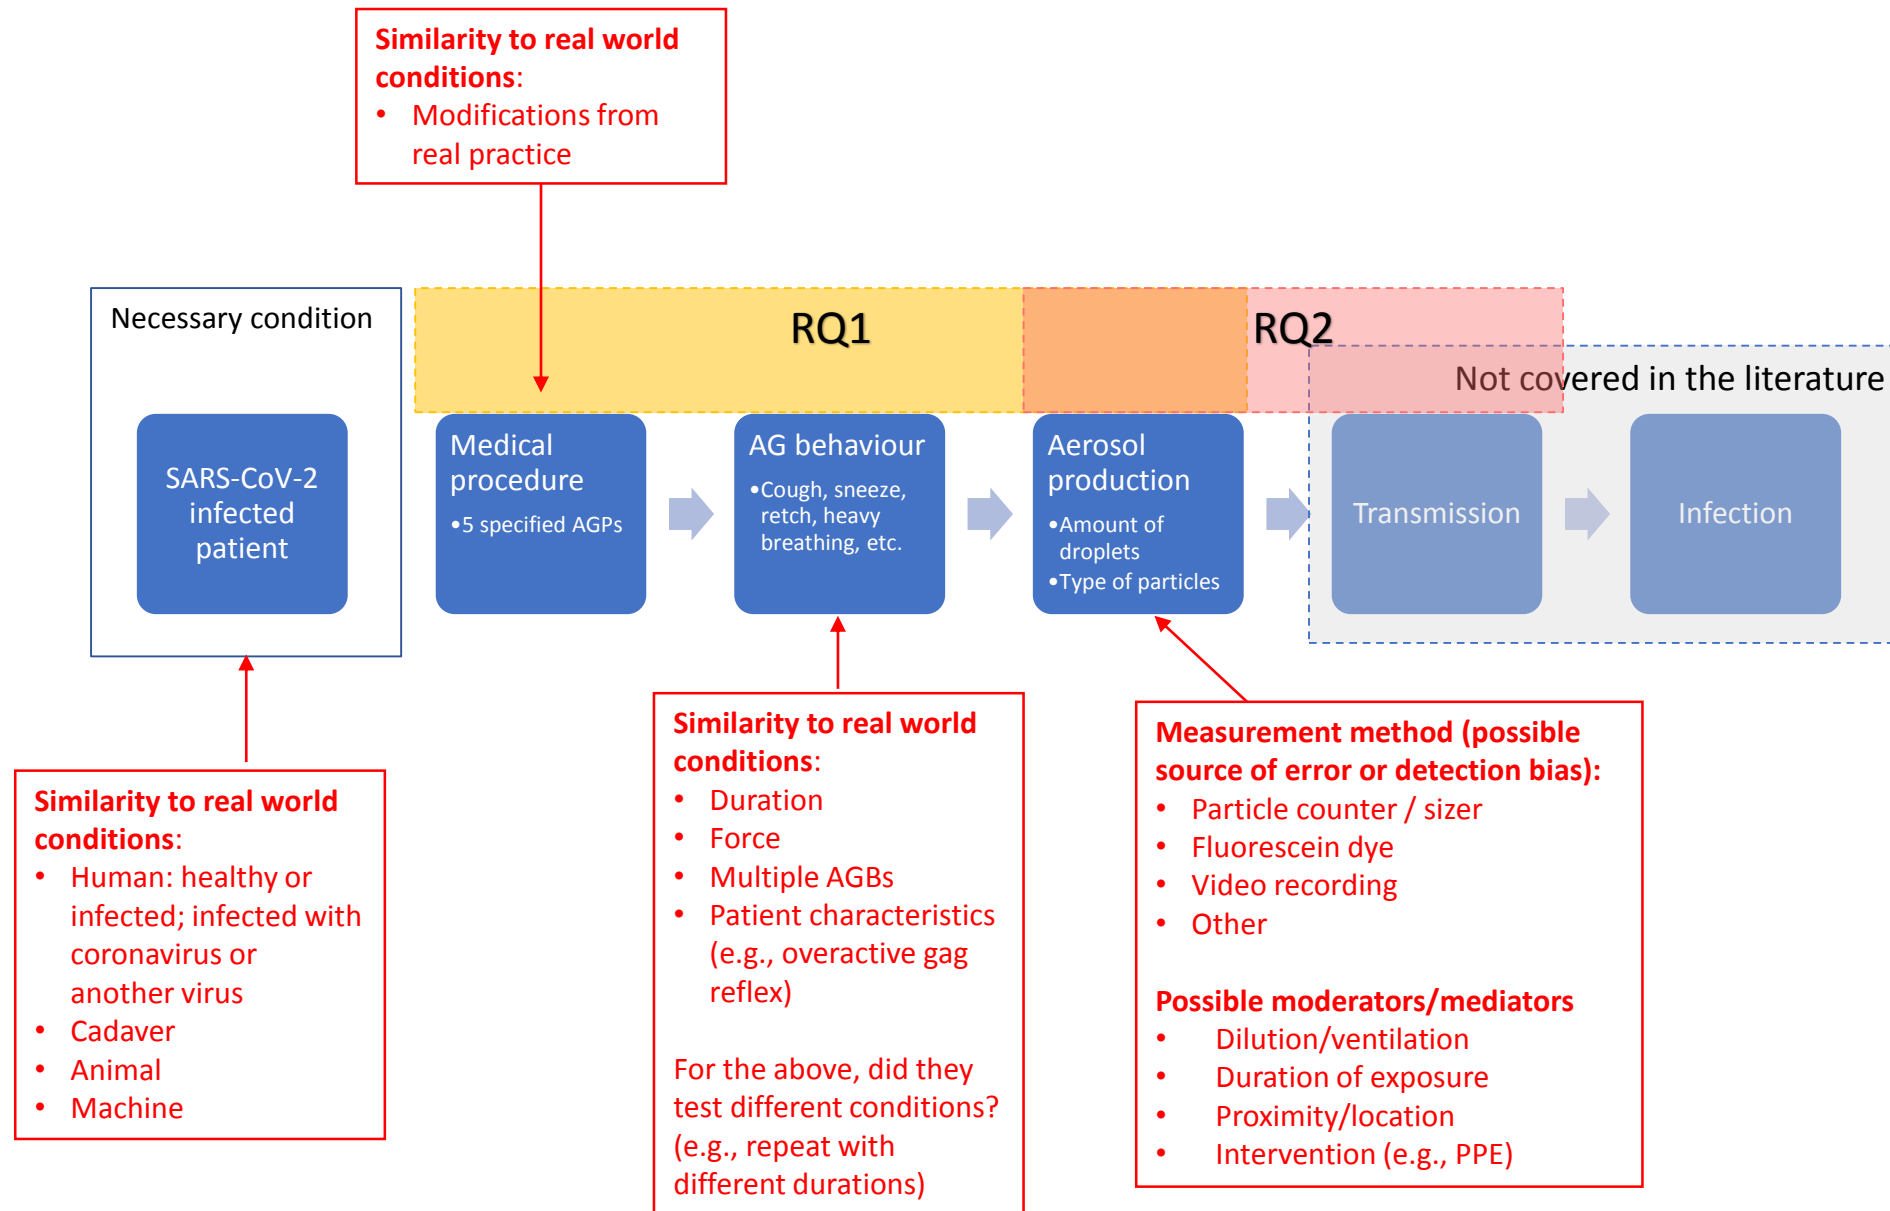 Similarity to real world
conditions:
• Modifications from
real practice
Necessary condition
RQ1
RQ2
Not covered in the literature
SARS-CoV-2
infected
patient
Medical
procedure
•5 specified AGPs
AG behaviour
•Cough, sneeze,
retch, heavy
breathing, etc.
Aerosol
production
•Amount of
droplets
•Type of particles
Transmission
Infection
Similarity to real world
conditions:
• Human: healthy or
infected; infected with
coronavirus or
another virus
• Cadaver
• Animal
• Machine
Similarity to real world
conditions:
• Duration
• Force
• Multiple AGBs
• Patient characteristics
(e.g., overactive gag
reflex)
For the above, did they
test different conditions?
(e.g., repeat with
different durations)
Measurement method (possible
source of error or detection bias):
• Particle counter / sizer
• Fluorescein dye
• Video recording
• Other
Possible moderators/mediators
• Dilution/ventilation
• Duration of exposure
• Proximity/location
• Intervention (e.g., PPE)